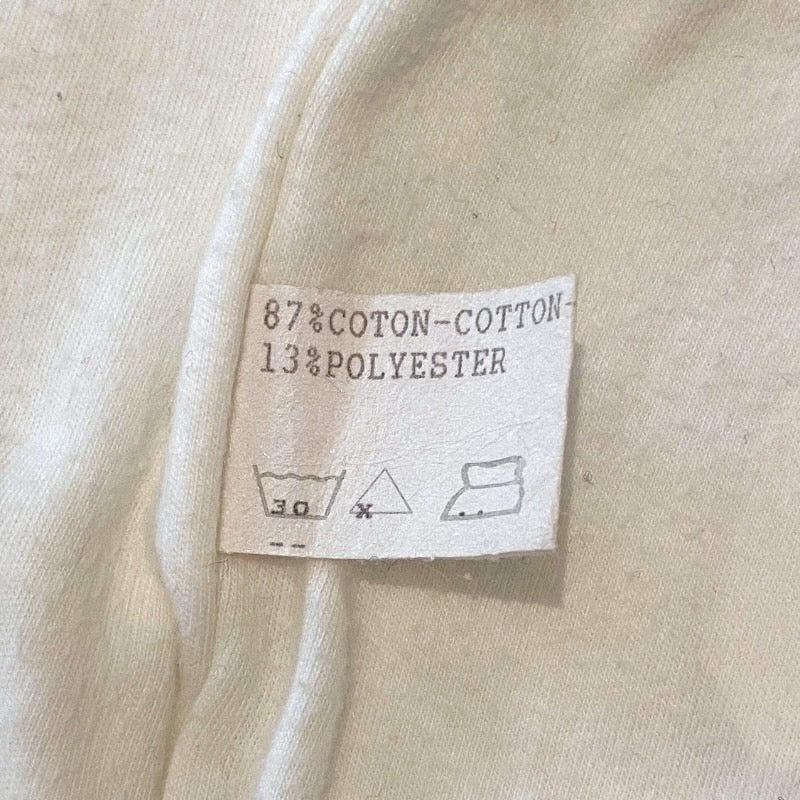 87%COTON-COTTON-
13%POLYESTER
30 x ..
--